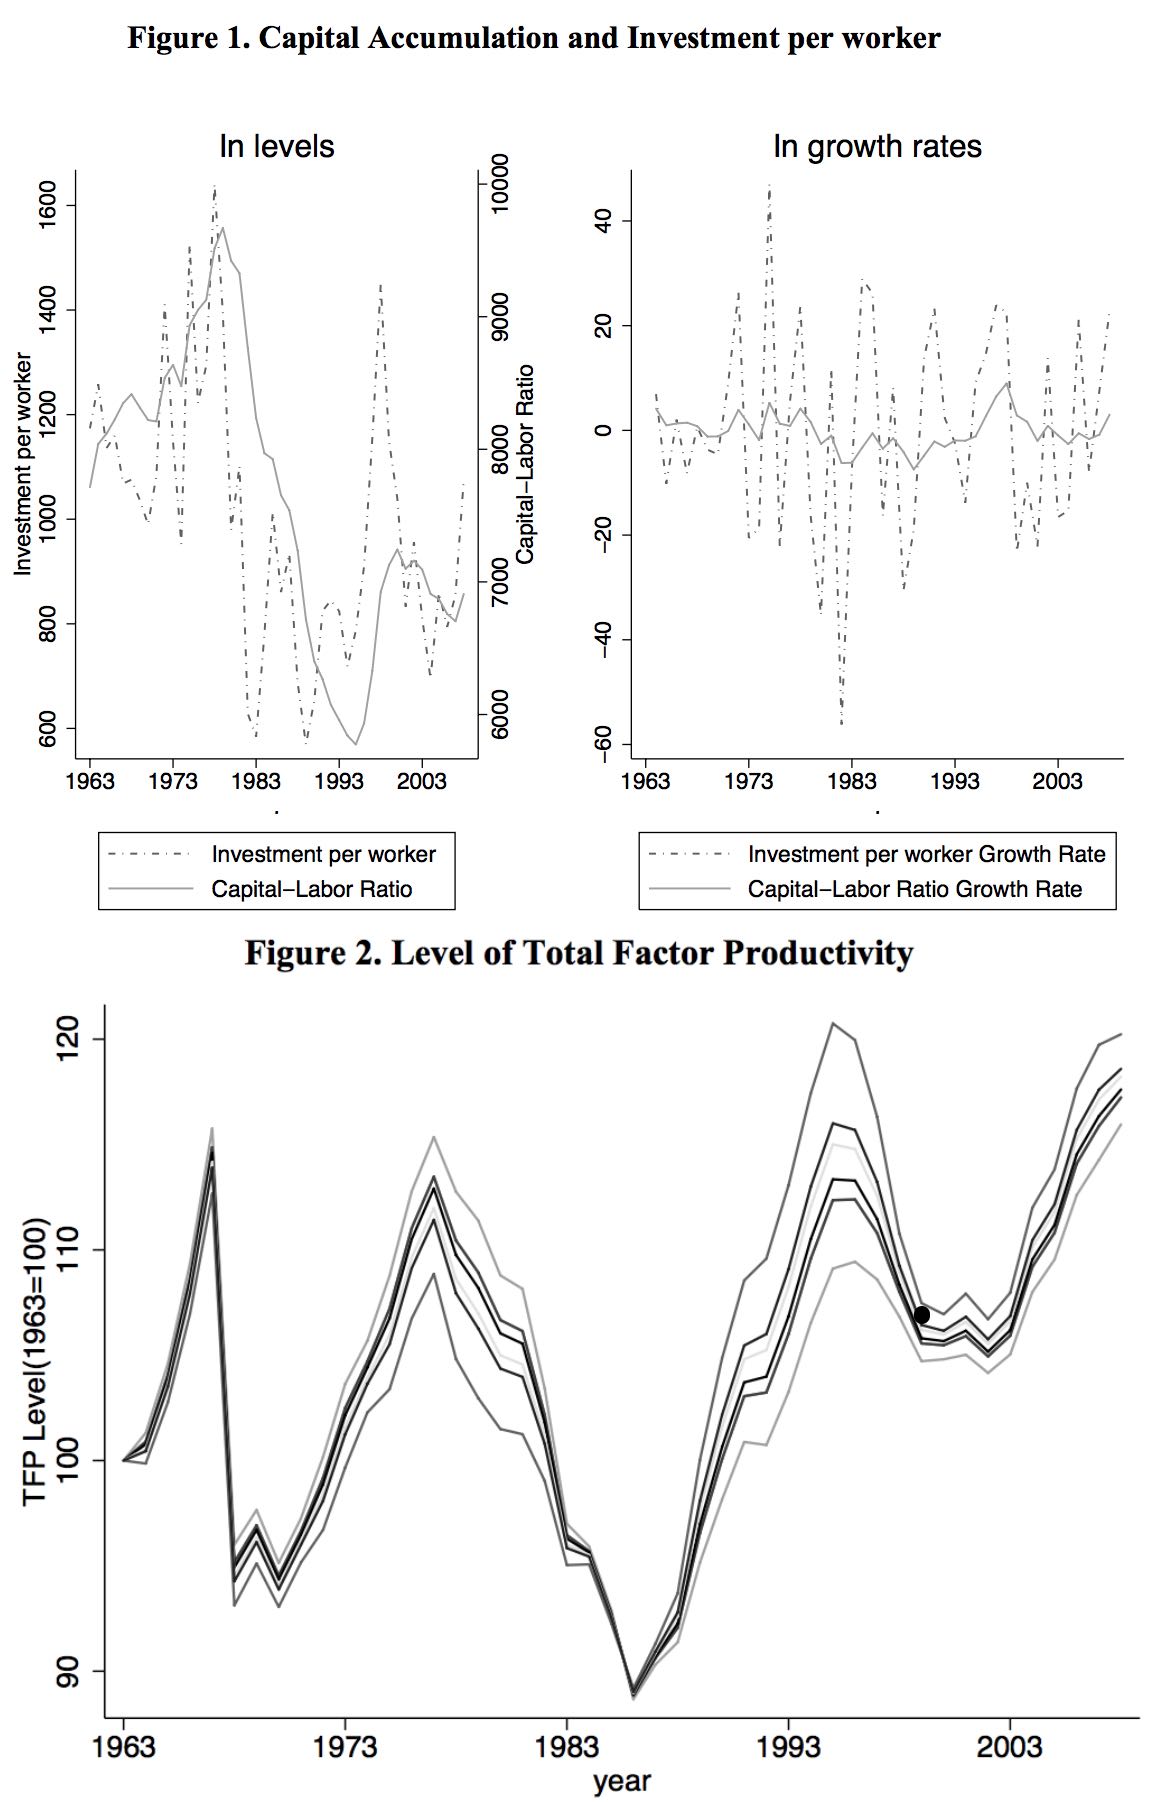 Figure 1. Capital Accumulation and Investment per worker
In levels
Investment per worker
600 800 1000 1200 1400 1600
Capital–Labor Ratio
6000 7000 8000 9000 10000
1963 1973 1983 1993 2003
.
Investment per worker
Capital–Labor Ratio
In growth rates
−60 −40 −20 0 20 40
1963 1973 1983 1993 2003
.
Investment per worker Growth Rate
Capital–Labor Ratio Growth Rate
Figure 2. Level of Total Factor Productivity
TFP Level(1963=100)
90 100 110 120
1963 1973 1983 1993 2003
year